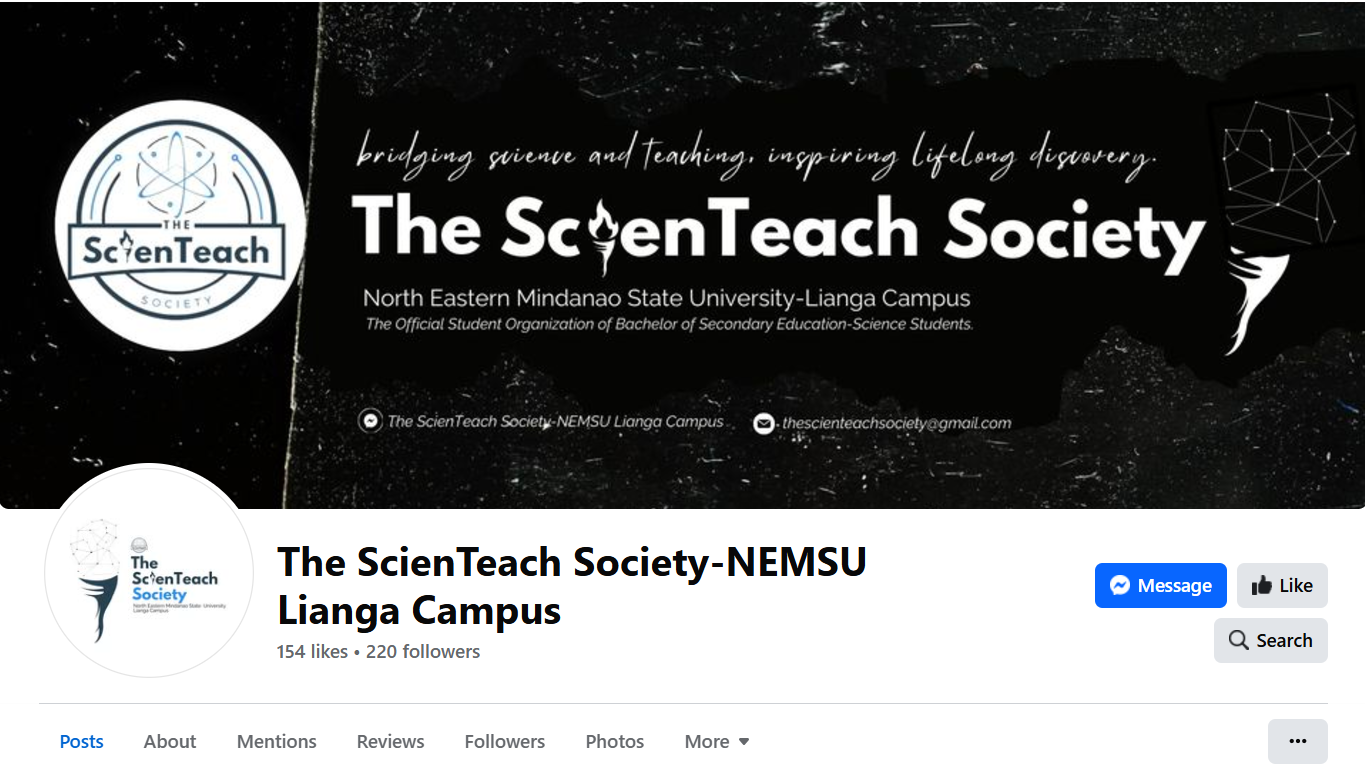 bridging science and teaching, inspiring lifelong discovery.
THE
ScienTeach
SOCIETY
The ScienTeach Society
North Eastern Mindanao State University-Lianga Campus
The Official Student Organization of Bachelor of Secondary Education-Science Students.
The ScienTeach Society-NEMSU Lianga Campus
thescienteachsociety@gmail.com
The
ScienTeach
Society
North Eastern Mindanao State University
Lianga Campus
The ScienTeach Society-NEMSU
Lianga Campus
154 likes • 220 followers
Message
Like
Search
Posts About Mentions Reviews Followers Photos More